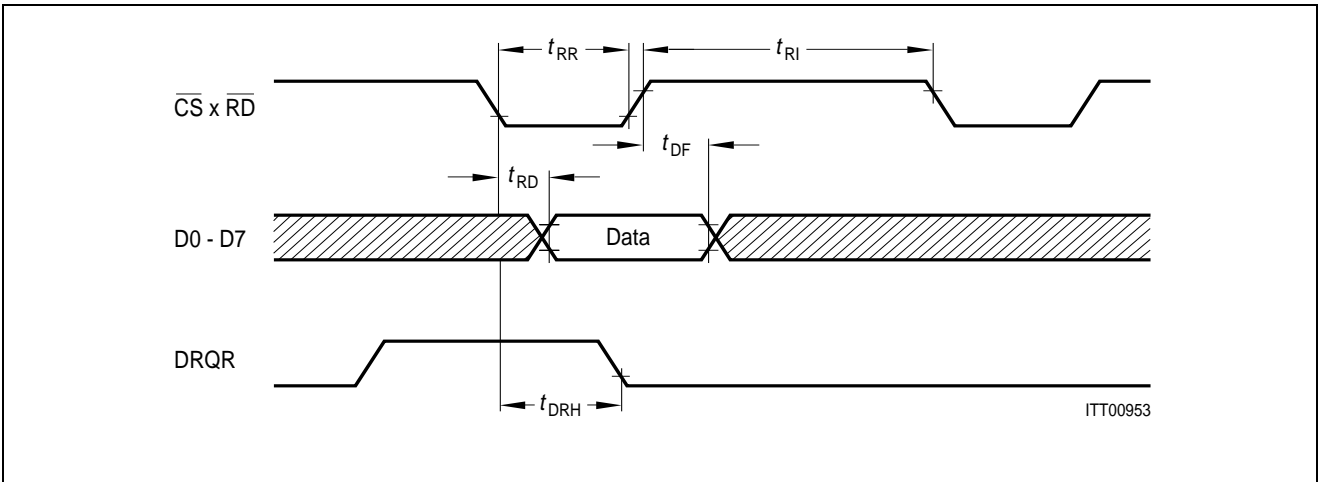 tRR
tRI
CS x RD
tDF
tRD
D0 - D7
Data
DRQR
tDRH
ITT00953